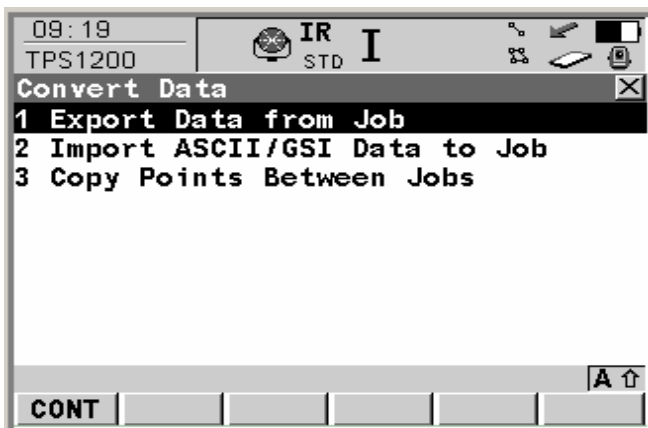 09:19
TPS1200
IR
STD
I
Convert Data
1 Export Data from Job
2 Import ASCII/GSI Data to Job
3 Copy Points Between Jobs
A ⇧
CONT